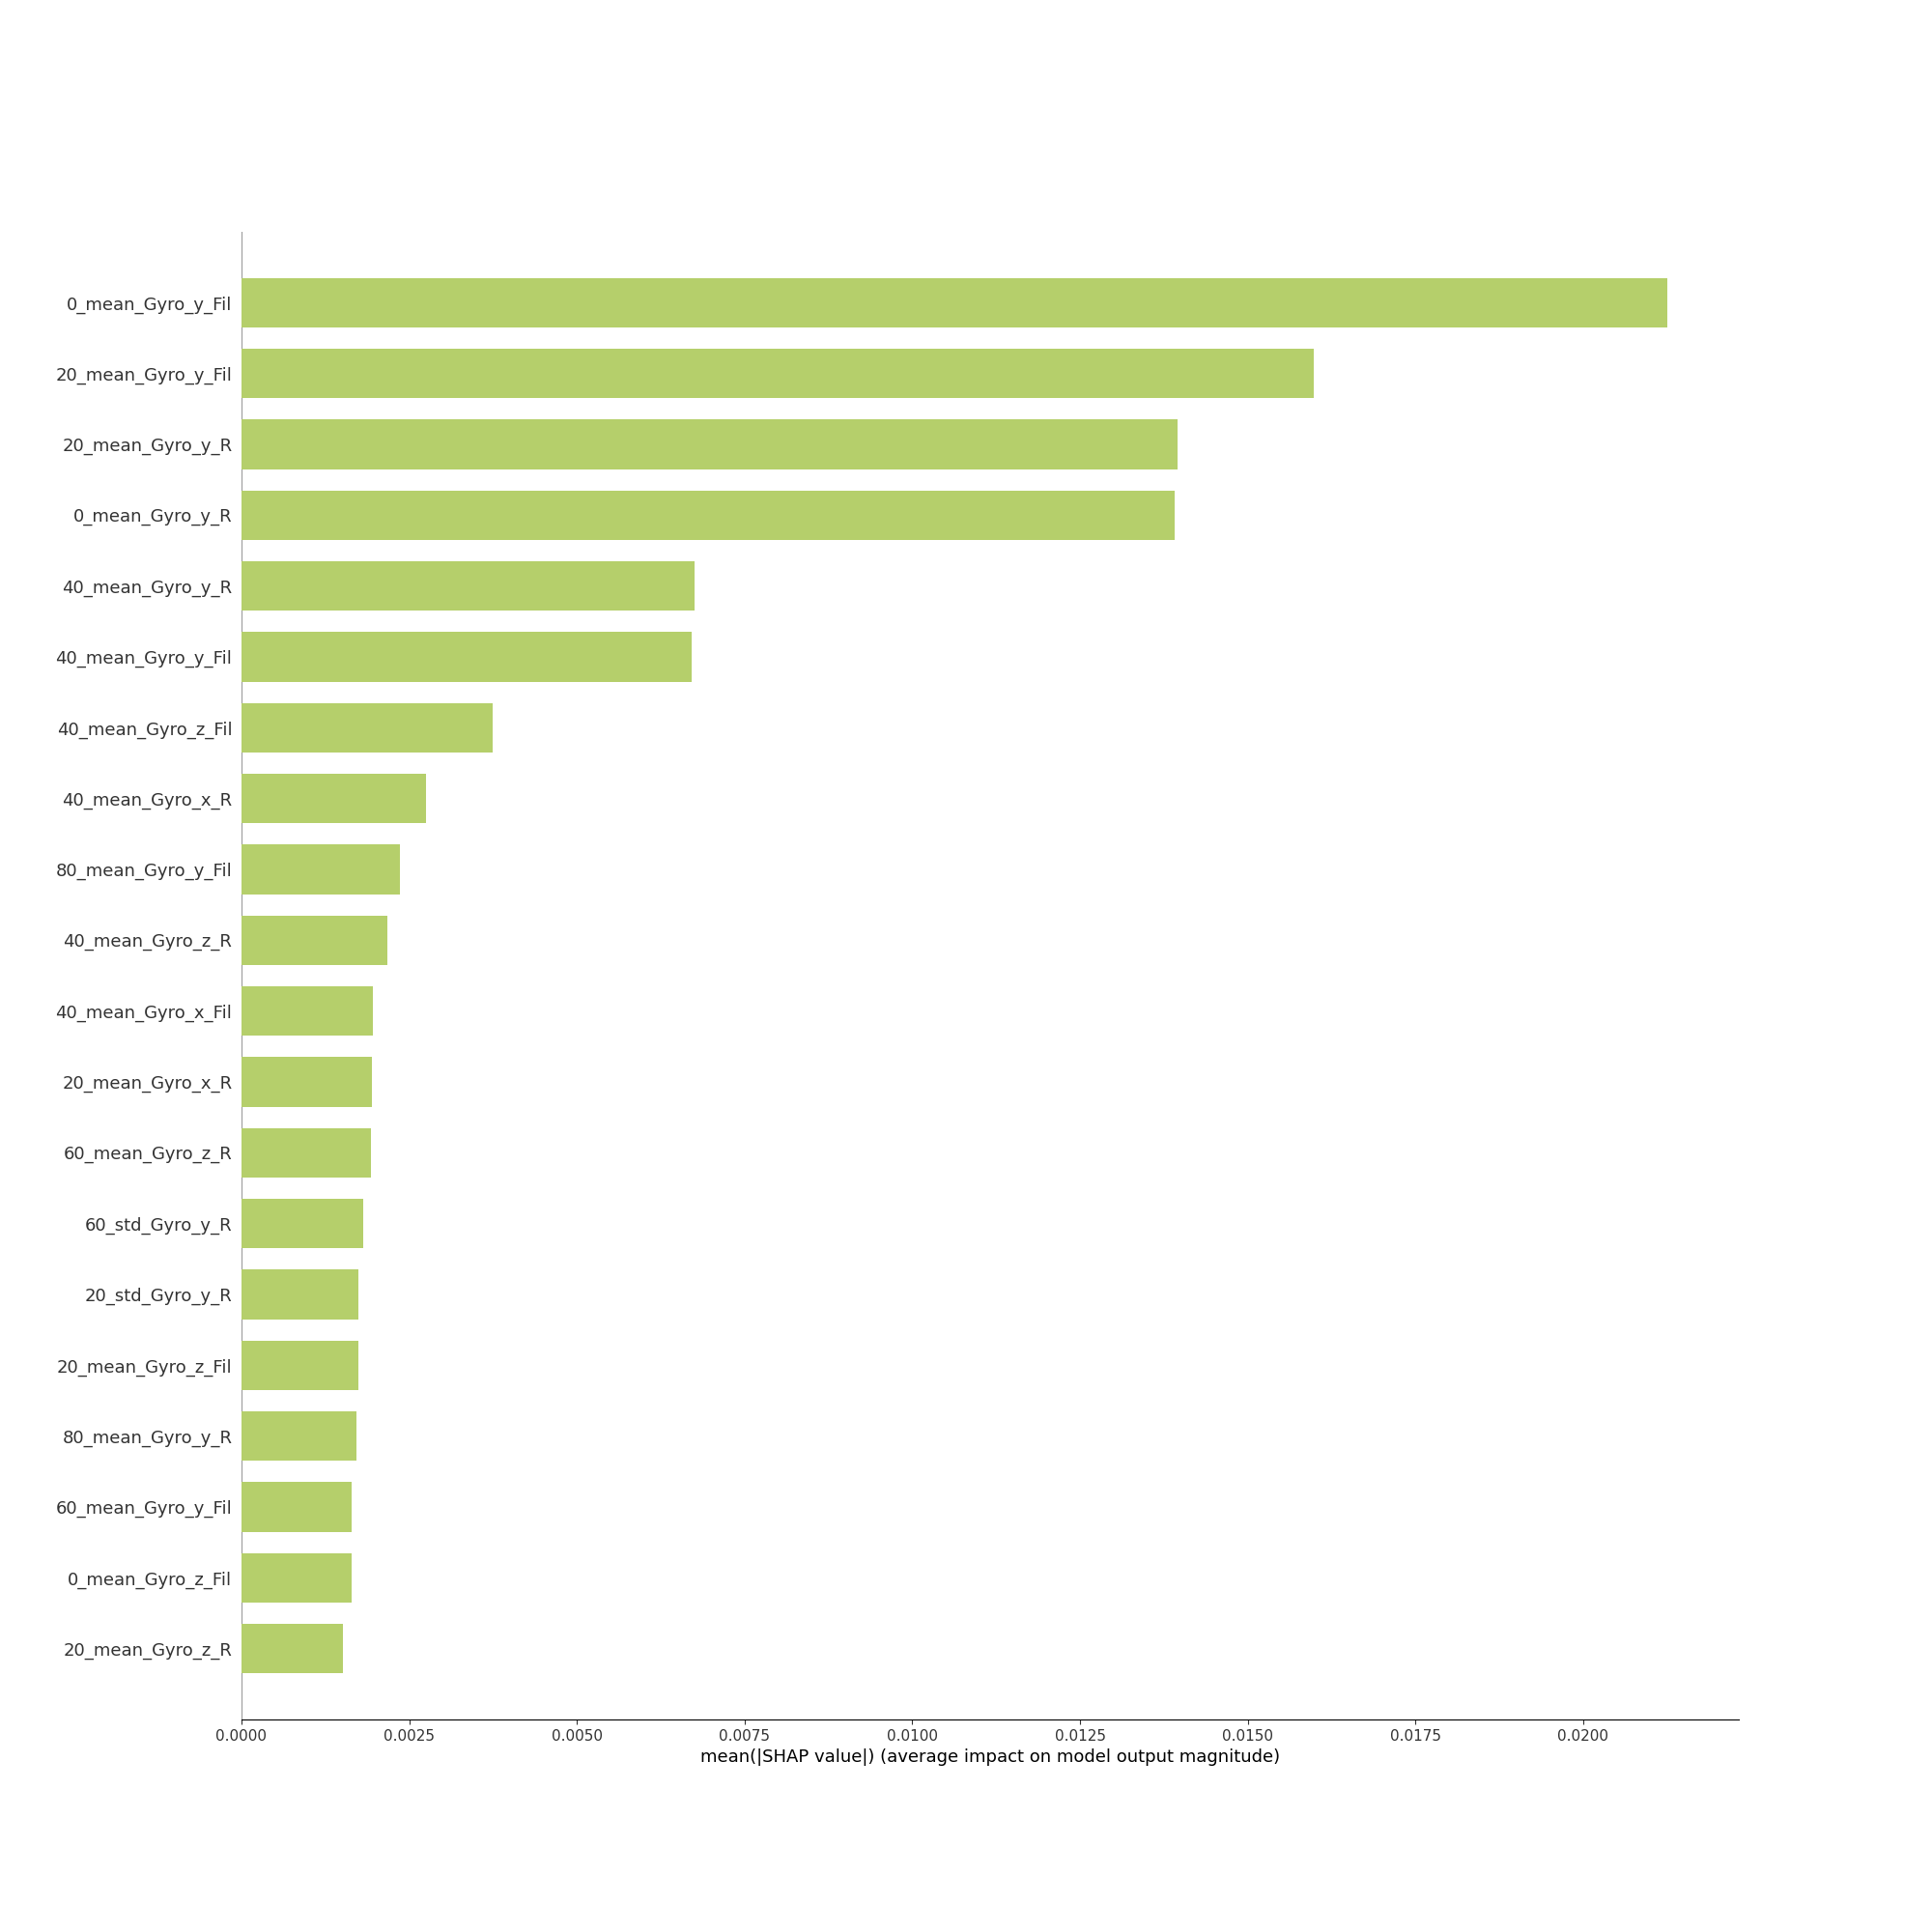 0_mean_Gyro_y_Fil
20_mean_Gyro_y_Fil
20_mean_Gyro_y_R
0_mean_Gyro_y_R
40_mean_Gyro_y_R
40_mean_Gyro_y_Fil
40_mean_Gyro_z_Fil
40_mean_Gyro_x_R
80_mean_Gyro_y_Fil
40_mean_Gyro_z_R
40_mean_Gyro_x_Fil
20_mean_Gyro_x_R
60_mean_Gyro_z_R
60_std_Gyro_y_R
20_std_Gyro_y_R
20_mean_Gyro_z_Fil
80_mean_Gyro_y_R
60_mean_Gyro_y_Fil
0_mean_Gyro_z_Fil
20_mean_Gyro_z_R
0.0000 0.0025 0.0050 0.0075 0.0100 0.0125 0.0150 0.0175 0.0200
mean(|SHAP value|) (average impact on model output magnitude)